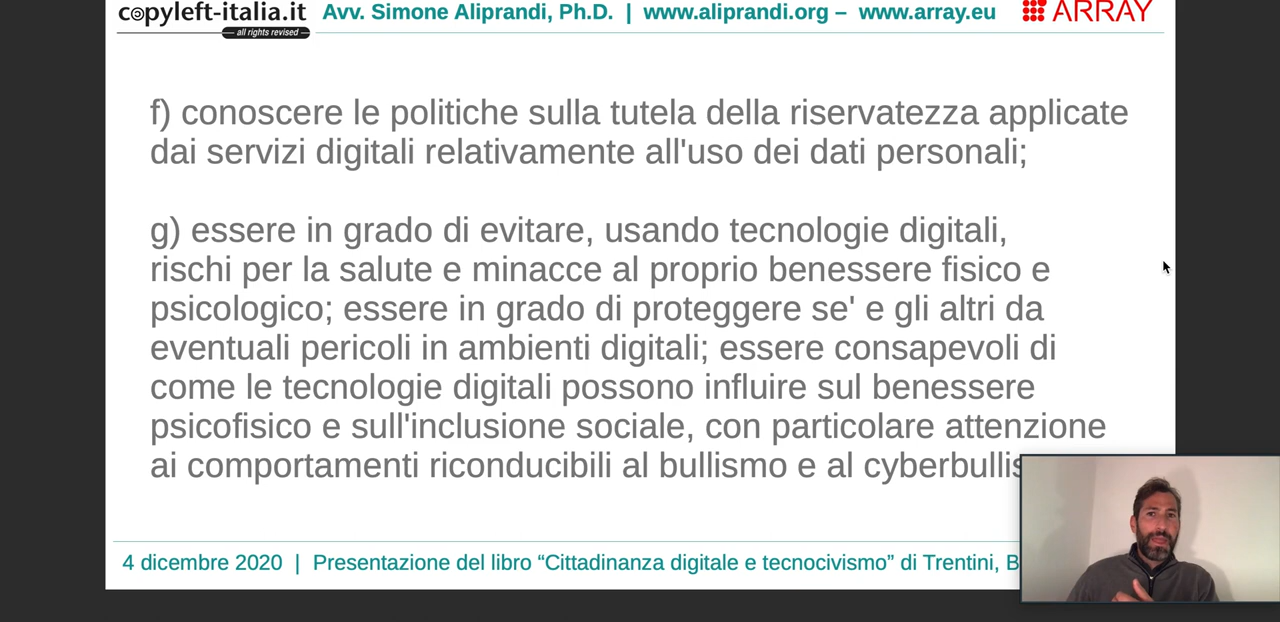 copyleft-italia.it
all rights revised
Avv. Simone Aliprandi, Ph.D. | www.aliprandi.org – www.array.eu
ARRAY
f) conoscere le politiche sulla tutela della riservatezza applicate
dai servizi digitali relativamente all'uso dei dati personali;
g) essere in grado di evitare, usando tecnologie digitali,
rischi per la salute e minacce al proprio benessere fisico e
psicologico; essere in grado di proteggere se' e gli altri da
eventuali pericoli in ambienti digitali; essere consapevoli di
come le tecnologie digitali possono influire sul benessere
psicofisico e sull'inclusione sociale, con particolare attenzione
ai comportamenti riconducibili al bullismo e al
4 dicembre 2020 | Presentazione del libro “Cittadinanza digitale e tecnocivismo” di Trentini,